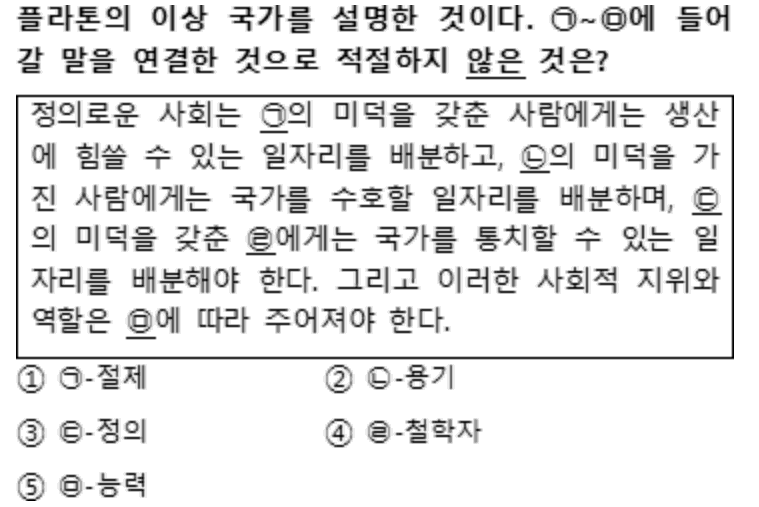 플라톤의 이상 국가를 설명한 것이다. ㉠~㉤에 들어
갈 말을 연결한 것으로 적절하지 않은 것은?
정의로운 사회는 ㉠의 미덕을 갖춘 사람에게는 생산
에 힘쓸 수 있는 일자리를 배분하고, ㉡의 미덕을 가
진 사람에게는 국가를 수호할 일자리를 배분하며, ㉢
의 미덕을 갖춘 ㉣에게는 국가를 통치할 수 있는 일
자리를 배분해야 한다. 그리고 이러한 사회적 지위와
역할은 ㉤에 따라 주어져야 한다.
① ㉠-절제 ② ㉡-용기
③ ㉢-정의 ④ ㉣-철학자
⑤ ㉤-능력